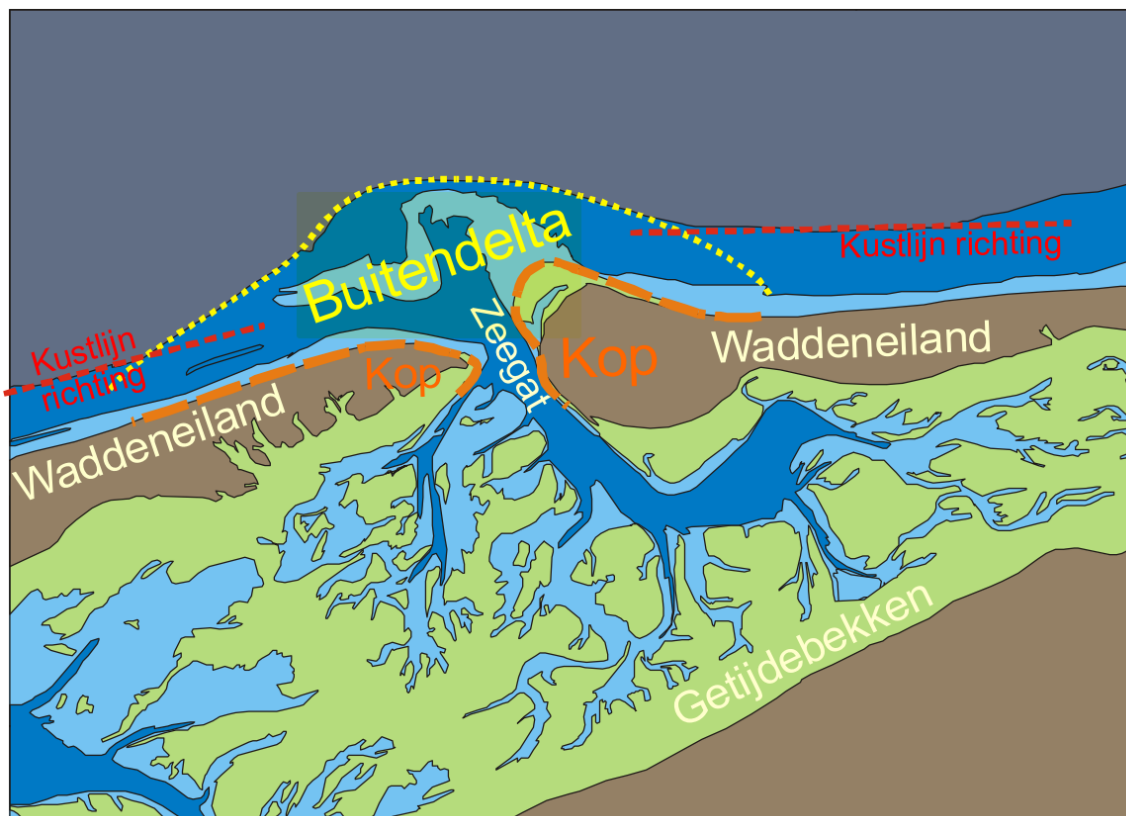 Buitendelta
Kustlijn richting
Kustlijn
richting
Zeegat
Waddeneiland
Kop
Kop
Waddeneiland
Getijdebekken